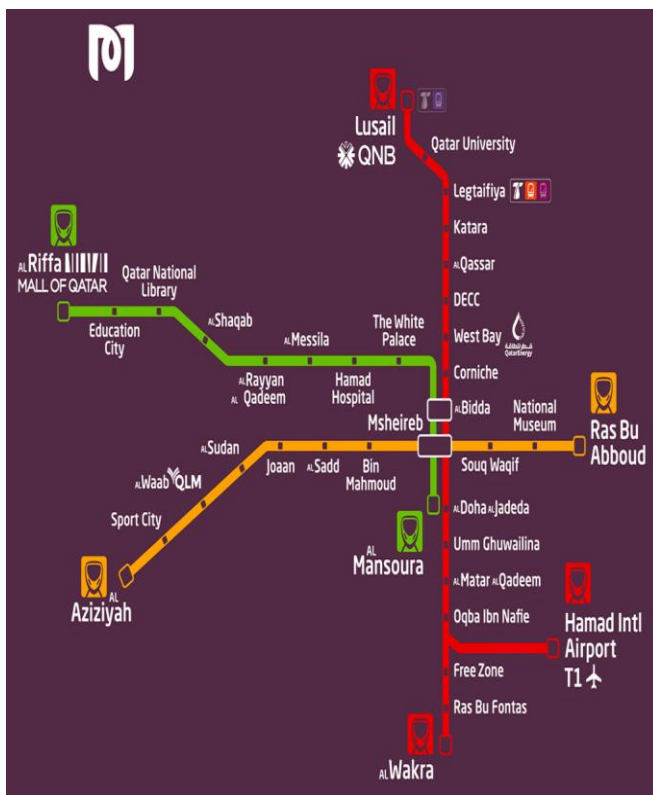 Lusail
QNB
Qatar University
Legtaifiya
Katara
AL Qassar
DECC
West Bay
قطر للطاقة
QatarEnergy
Corniche
AL Bidda
AL Riffa
MALL OF QATAR
Qatar National
Library
Education
City
AL Shaqab
AL Rayyan
AL Qadeem
AL Messila
Hamad
Hospital
The White
Palace
Msheireb
National
Museum
Ras Bu
Abboud
Souq Waqif
AL Sudan
Joaan
AL Sadd
Bin
Mahmoud
AL Waab QLM
Sport City
AL
Aziziyah
AL
Mansoura
AL Doha AL Jadeda
Umm Ghuwailina
AL Matar AL Qadeem
Oqba Ibn Nafie
Hamad Intl
Airport
T1
Free Zone
Ras Bu Fontas
AL Wakra